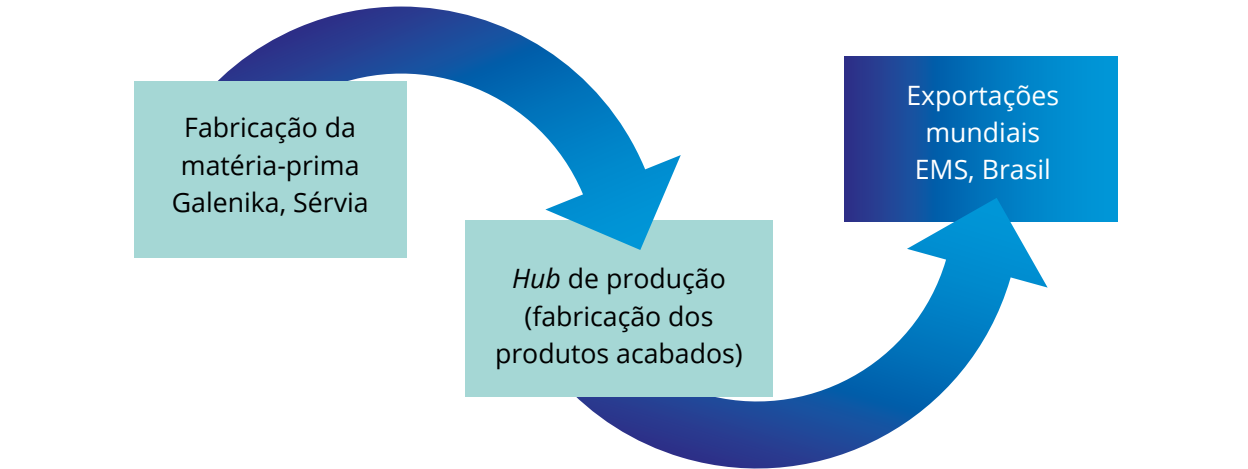 Fabricação da
matéria-prima
Galenika, Sérvia
Hub de produção
(fabricação dos
produtos acabados)
Exportações
mundiais
EMS, Brasil